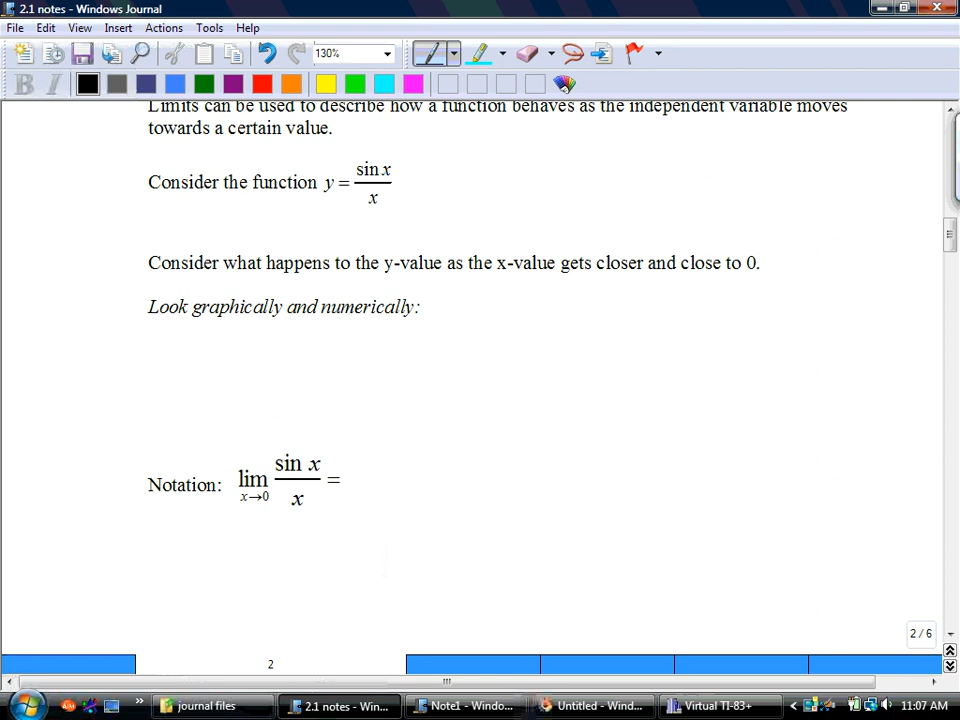 2.1 notes - Windows Journal
File Edit View Insert Actions Tools Help
130%
B I
Limits can be used to describe how a function behaves as the independent variable moves
towards a certain value.
Consider the function y = sin x / x
Consider what happens to the y-value as the x-value gets closer and close to 0.
Look graphically and numerically:
Notation: lim x→0 sin x / x =
2 / 6
2
journal files 2.1 notes - Win... Note1 - Windo... Untitled - Wind... Virtual TI-83+ 11:07 AM